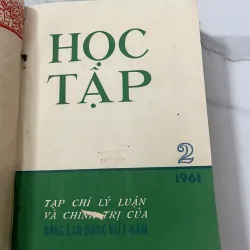 HỌC
TẬP
2
1961
TẠP CHÍ LÝ LUẬN
VÀ CHÍNH TRỊ CỦA
ĐẢNG LAO ĐỘNG VIỆT-NAM